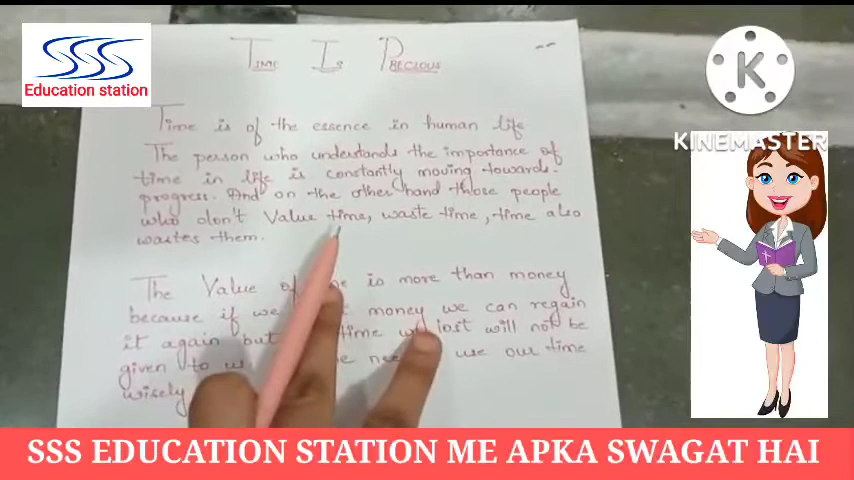 SSS
Education station
TIME IS PRECIOUS
K
KINEMASTER
Time is of the essence in human life
The person who understands the importance of
time in life is constantly moving towards
progress. And on the other hand those people
who don't Value time, waste time, time also
wastes them.
The Value of is more than money
because if we money we can regain
it again but time lost will not be
given to we use our time
wisely
SSS EDUCATION STATION ME APKA SWAGAT HAI